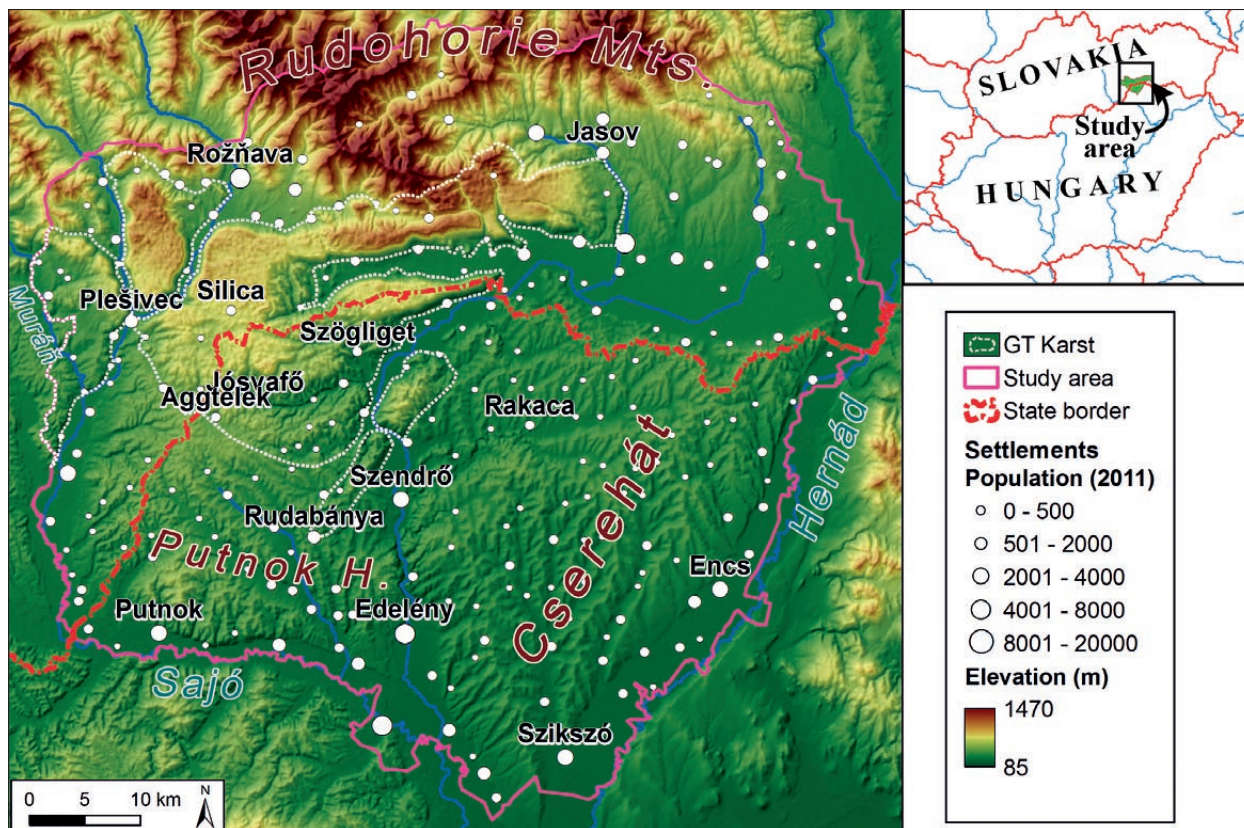 Rudohorie Mts.
Jasov
Rožňava
Plešivec
Silica
Muráň
Szögliget
Jósvafő
Aggtelek
Rakaca
Cserehát
Hernád
Szendrő
Rudabánya
Putnok H.
Encs
Putnok
Edelény
Sajó
Szikszó
0 5 10 km
N
SLOVAKIA
Study
area
HUNGARY
GT Karst
Study area
State border
Settlements
Population (2011)
0 - 500
501 - 2000
2001 - 4000
4001 - 8000
8001 - 20000
Elevation (m)
1470
85